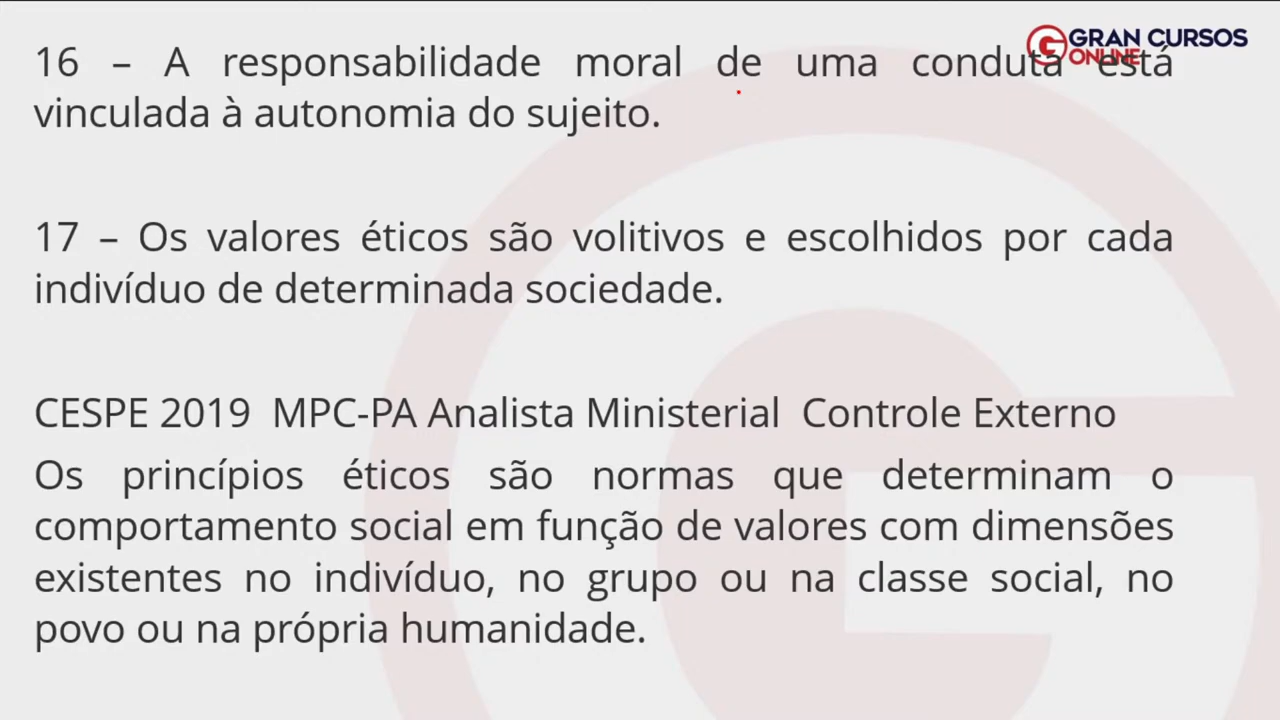 GRAN CURSOS
ONLINE
16 – A responsabilidade moral de uma conduta está
vinculada à autonomia do sujeito.
17 – Os valores éticos são volitivos e escolhidos por cada
indivíduo de determinada sociedade.
CESPE 2019 MPC-PA Analista Ministerial Controle Externo
Os princípios éticos são normas que determinam o
comportamento social em função de valores com dimensões
existentes no indivíduo, no grupo ou na classe social, no
povo ou na própria humanidade.